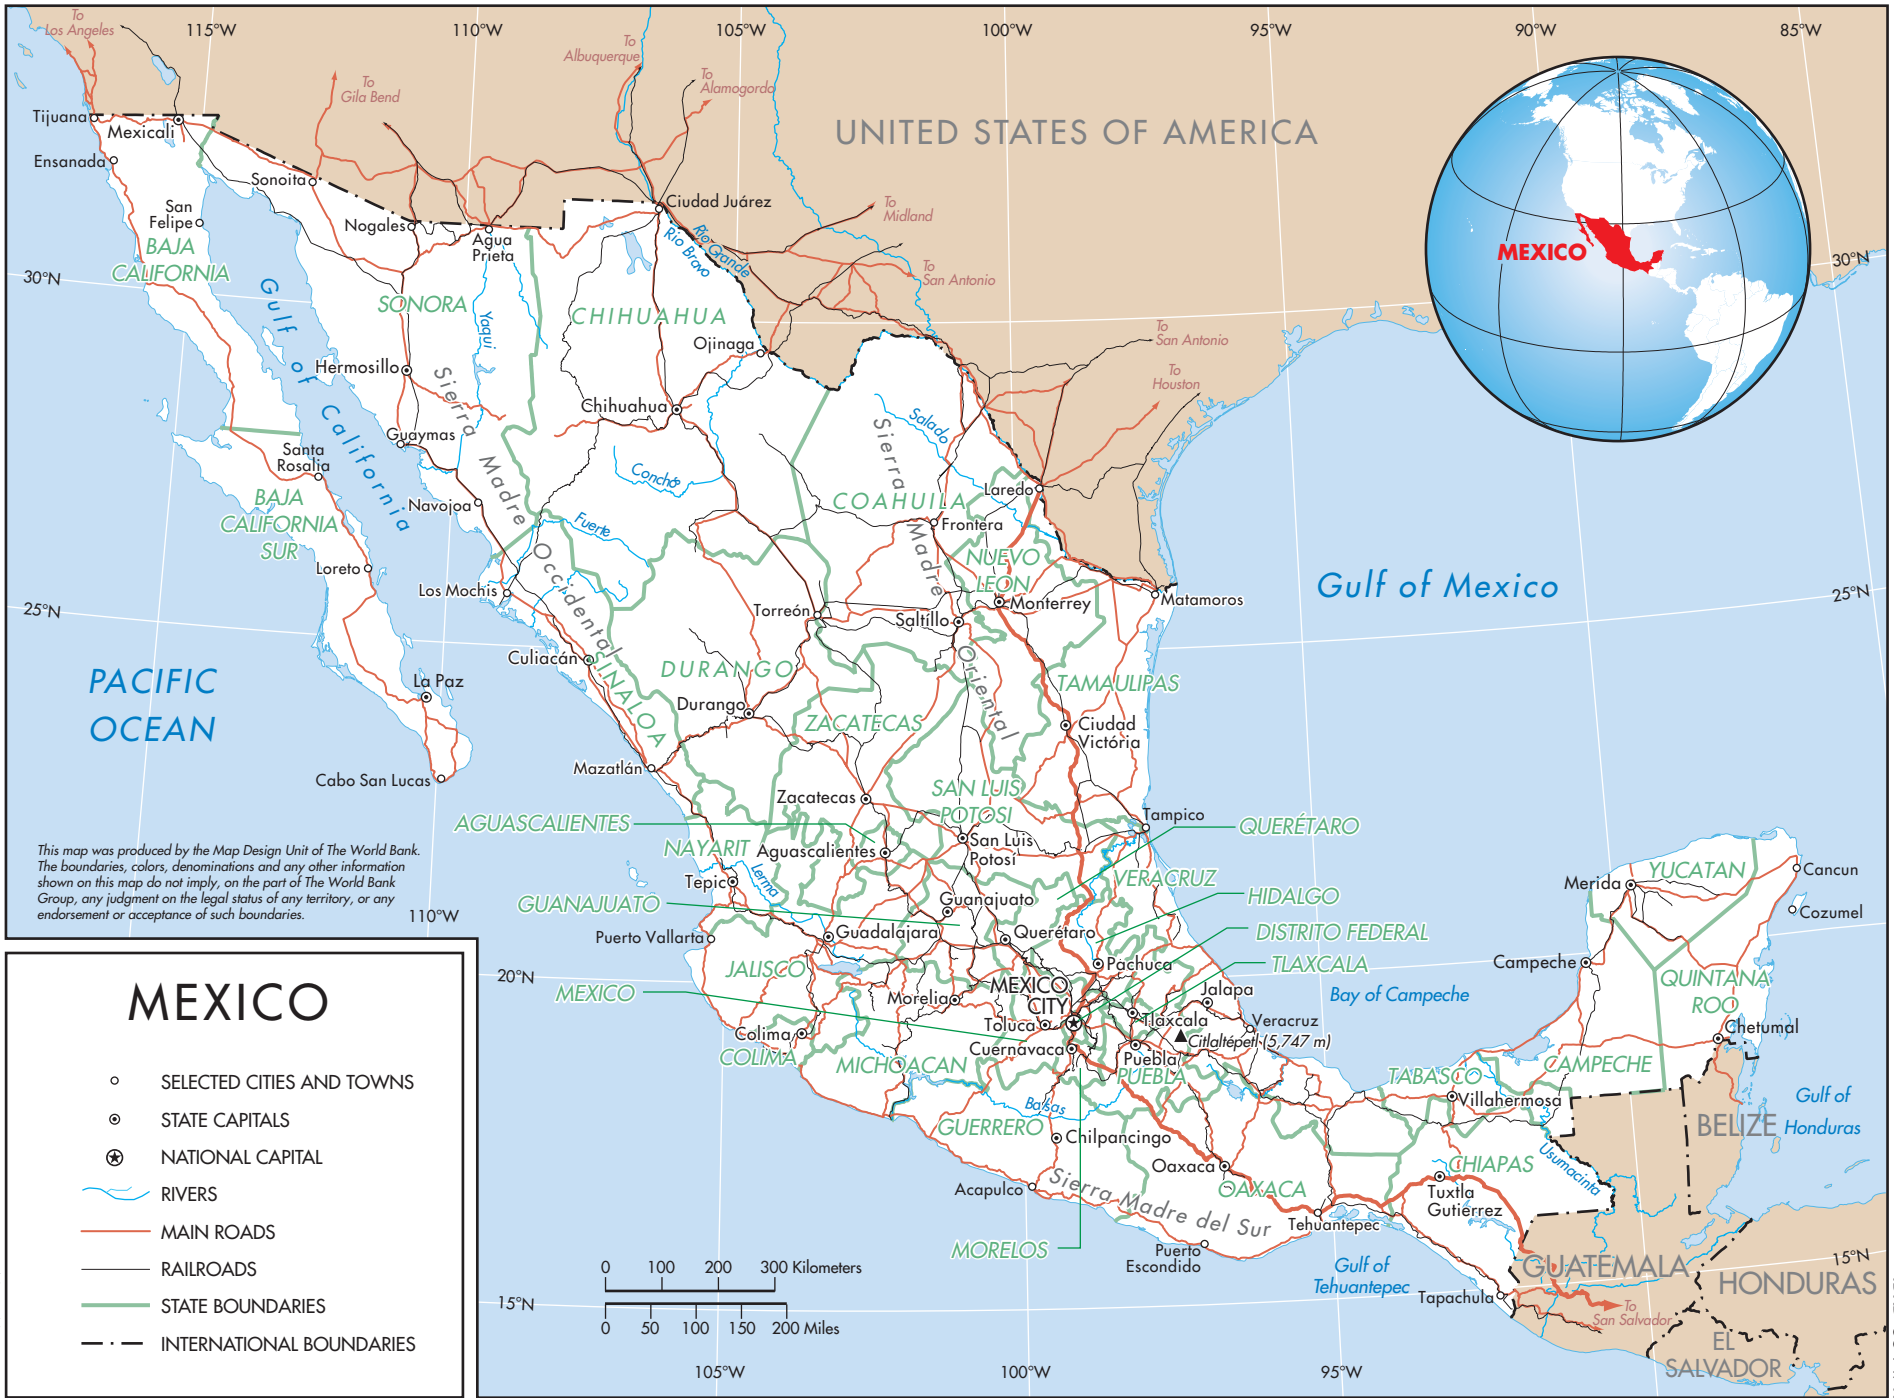 To
Los Angeles
115°W
110°W
105°W
100°W
95°W
90°W
85°W
To
Albuquerque
To
Gila Bend
To
Alamogordo
UNITED STATES OF AMERICA
Tijuana
Mexicali
Ensanada
Sonoita
San
Felipe
BAJA
CALIFORNIA
Nogales
Agua
Prieta
Ciudad Juárez
Rio Grande
Rio Bravo
To
Midland
To
San Antonio
MEXICO
30°N
30°N
Gulf of California
SONORA
Yaqui
CHIHUAHUA
Ojinaga
To
San Antonio
To
Houston
Hermosillo
Sierra Madre Occidental
Chihuahua
Salado
Sierra Madre Oriental
Guaymas
Santa
Rosalia
Concho
BAJA
CALIFORNIA
SUR
Navojoa
COAHUILA
Laredo
Frontera
Fuerte
NUEVO
LEON
Loreto
Los Mochis
Gulf of Mexico
25°N
25°N
Torreón
Monterrey
Matamoros
Saltíllo
Culiacán
SINALOA
DURANGO
PACIFIC
OCEAN
La Paz
TAMAULIPAS
Durango
ZACATECAS
Ciudad
Victória
Cabo San Lucas
Mazatlán
Zacatecas
SAN LUIS
POTOSI
Tampico
AGUASCALIENTES
QUERÉTARO
NAYARIT
Aguascalientes
San Luis
Potosí
This map was produced by the Map Design Unit of The World Bank.
The boundaries, colors, denominations and any other information
shown on this map do not imply, on the part of The World Bank
Group, any judgment on the legal status of any territory, or any
endorsement or acceptance of such boundaries.
110°W
Tepic
Lerma
VERACRUZ
YUCATAN
Cancun
Merida
GUANAJUATO
Guanajuato
HIDALGO
Cozumel
Puerto Vallarta
Guadalajara
Querétaro
DISTRITO FEDERAL
20°N
JALISCO
Pachuca
TLAXCALA
Campeche
QUINTANA
ROO
MEXICO
Morelia
MEXICO
CITY
Jalapa
Bay of Campeche
Colima
COLIMA
Toluca
Tlaxcala
Veracruz
Citlaltépetl (5,747 m)
Chetumal
Cuernavaca
Puebla
PUEBLA
MICHOACAN
TABASCO
CAMPECHE
Villahermosa
Balsas
GUERRERO
BELIZE
Gulf of
Honduras
Chilpancingo
Oaxaca
CHIAPAS
Usumacinta
Acapulco
Sierra Madre del Sur
OAXACA
Tuxtla
Gutiérrez
Tehuantepec
MORELOS
Puerto
Escondido
Gulf of
Tehuantepec
GUATEMALA
15°N
HONDURAS
Tapachula
To
San Salvador
EL
SALVADOR
15°N
105°W
100°W
95°W
0 100 200 300 Kilometers
0 50 100 150 200 Miles
MEXICO
SELECTED CITIES AND TOWNS
STATE CAPITALS
NATIONAL CAPITAL
RIVERS
MAIN ROADS
RAILROADS
STATE BOUNDARIES
INTERNATIONAL BOUNDARIES